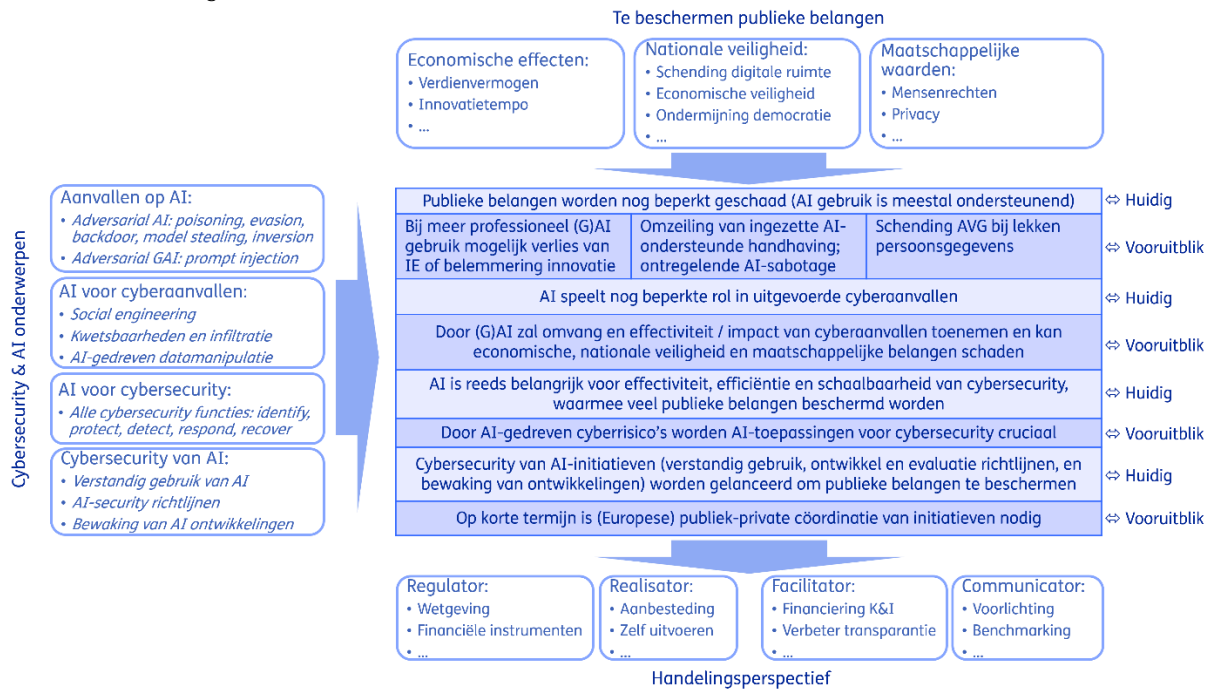 Te beschermen publieke belangen
Economische effecten:
• Verdienvermogen
• Innovatietempo
• ...
Nationale veiligheid:
• Schending digitale ruimte
• Economische veiligheid
• Ondermijning democratie
• ...
Maatschappelijke
waarden:
• Mensenrechten
• Privacy
• ...
Cybersecurity & AI onderwerpen
Aanvallen op AI:
• Adversarial AI: poisoning, evasion,
backdoor, model stealing, inversion
• Adversarial GAI: prompt injection
AI voor cyberaanvallen:
• Social engineering
• Kwetsbaarheden en infiltratie
• AI-gedreven datamanipulatie
AI voor cybersecurity:
• Alle cybersecurity functies: identify,
protect, detect, respond, recover
Cybersecurity van AI:
• Verstandig gebruik van AI
• AI-security richtlijnen
• Bewaking van AI ontwikkelingen
Publieke belangen worden nog beperkt geschaad (AI gebruik is meestal ondersteunend)
⇔ Huidig
Bij meer professioneel (G)AI
gebruik mogelijk verlies van
IE of belemmering innovatie
Omzeiling van ingezette AI-
ondersteunde handhaving;
ontregelende AI-sabotage
Schending AVG bij lekken
persoonsgegevens
⇔ Vooruitblik
AI speelt nog beperkte rol in uitgevoerde cyberaanvallen
⇔ Huidig
Door (G)AI zal omvang en effectiviteit / impact van cyberaanvallen toenemen en kan
economische, nationale veiligheid en maatschappelijke belangen schaden
⇔ Vooruitblik
AI is reeds belangrijk voor effectiviteit, efficiëntie en schaalbaarheid van cybersecurity,
waarmee veel publieke belangen beschermd worden
⇔ Huidig
Door AI-gedreven cyberrisico's worden AI-toepassingen voor cybersecurity cruciaal
⇔ Vooruitblik
Cybersecurity van AI-initiatieven (verstandig gebruik, ontwikkel en evaluatie richtlijnen, en
bewaking van ontwikkelingen) worden gelanceerd om publieke belangen te beschermen
⇔ Huidig
Op korte termijn is (Europese) publiek-private cöordinatie van initiatieven nodig
⇔ Vooruitblik
Regulator:
• Wetgeving
• Financiële instrumenten
• ...
Realisator:
• Aanbesteding
• Zelf uitvoeren
• ...
Facilitator:
• Financiering K&I
• Verbeter transparantie
• ...
Communicator:
• Voorlichting
• Benchmarking
• ...
Handelingsperspectief